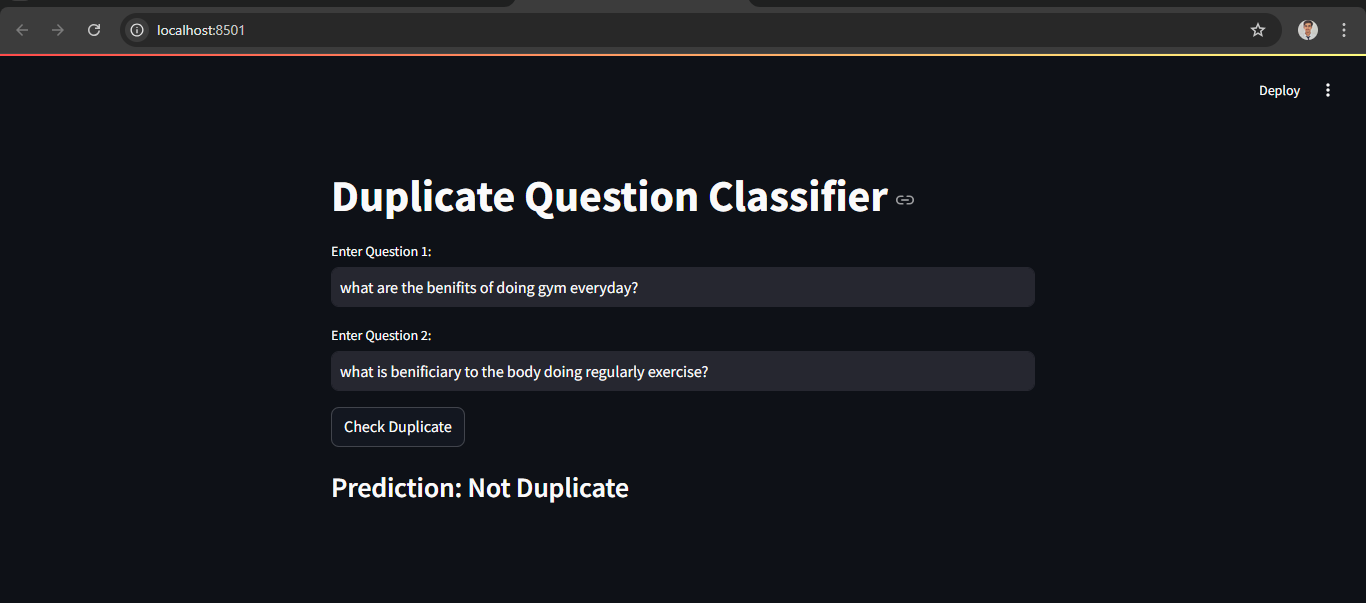 localhost:8501
Deploy
Duplicate Question Classifier
Enter Question 1:
what are the benifits of doing gym everyday?
Enter Question 2:
what is benificiary to the body doing regularly exercise?
Check Duplicate
Prediction: Not Duplicate